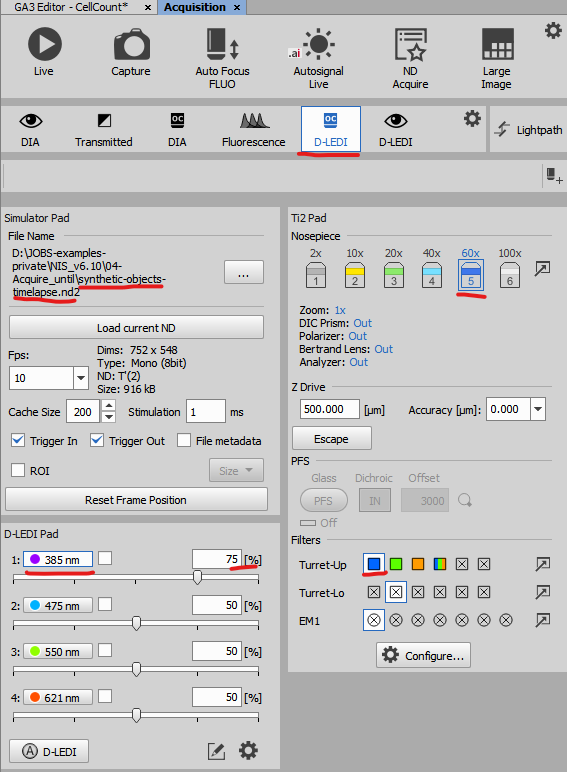 GA3 Editor - CellCount* x Acquisition x
Live
Capture
Auto Focus
FLUO
.ai
Autosignal
Live
ND
Acquire
Large
Image
DIA
Transmitted
OC
DIA
Fluorescence
OC
D-LEDI
D-LEDI
Lightpath
Simulator Pad
File Name
D:\JOBS-examples-
private\NIS_v6.10\04-
Acquire_until\synthetic-objects-
timelapse.nd2
...
Load current ND
Fps:
10
Dims: 752 x 548
Type: Mono (8bit)
ND: T'(2)
Size: 916 kB
Cache Size 200 Stimulation 1 ms
Trigger In Trigger Out File metadata
ROI Size
Reset Frame Position
D-LEDI Pad
1: 385 nm 75 [%]
2: 475 nm 50 [%]
3: 550 nm 50 [%]
4: 621 nm 50 [%]
A D-LEDI
Ti2 Pad
Nosepiece
2x 10x 20x 40x 60x 100x
1 2 3 4 5 6
Zoom: 1x
DIC Prism: Out
Polarizer: Out
Bertrand Lens: Out
Analyzer: Out
Z Drive
500.000 [µm] Accuracy [µm]: 0.000
Escape
PFS
Glass Dichroic Offset
PFS IN 3000
Off
Filters
Turret-Up
Turret-Lo
EM1
Configure...